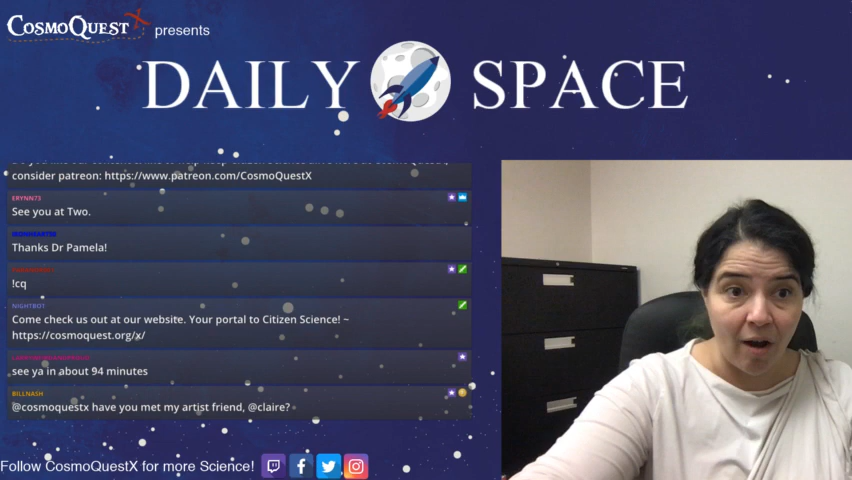 COSMOQUEST X presents
DAILY SPACE
consider patreon: https://www.patreon.com/CosmoQuestX
ERYNN73
See you at Two.
Thanks Dr Pamela!
!cq
NIGHTBOT
Come check us out at our website. Your portal to Citizen Science! ~
https://cosmoquest.org/x/
see ya in about 94 minutes
BILLNASH
@cosmoquestx have you met my artist friend, @claire?
Follow CosmoQuestX for more Science!